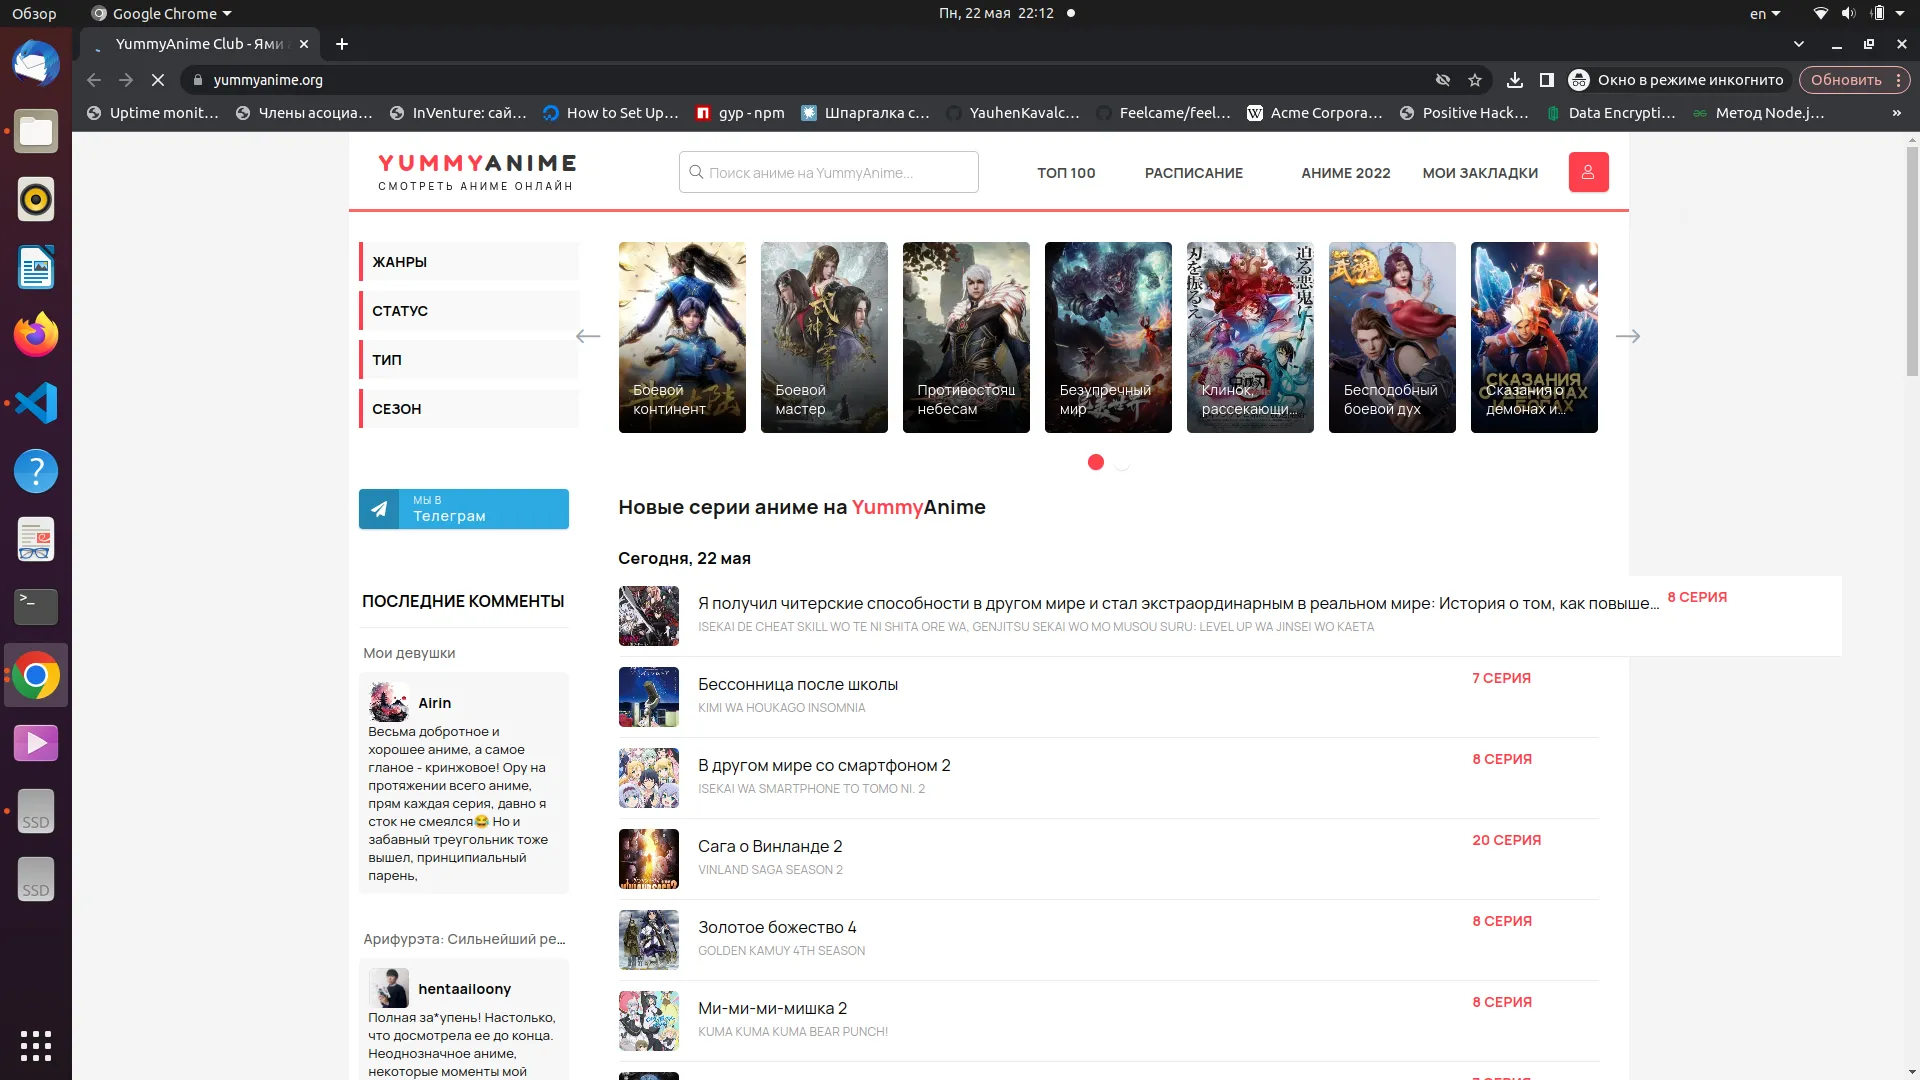 Обзор
Google Chrome
Пн, 22 мая 22:12
en
YummyAnime Club - Ями
yummyanime.org
Окно в режиме инкогнито
Обновить
Uptime monit...
Члены асоциа...
InVenture: сай...
How to Set Up...
gyp - npm
Шпаргалка с...
YauhenKavalc...
Feelcame/feel...
Acme Corpora...
Positive Hack...
Data Encrypti...
Метод Node.j...
»
YUMMYANIME
СМОТРЕТЬ АНИМЕ ОНЛАЙН
Поиск аниме на YummyAnime...
ТОП 100
РАСПИСАНИЕ
АНИМЕ 2022
МОИ ЗАКЛАДКИ
ЖАНРЫ
СТАТУС
ТИП
СЕЗОН
Боевой
континент
Боевой
мастер
Противостоящ
небесам
Безупречный
мир
Клинок,
рассекающи...
Бесподобный
боевой дух
Сказания о
демонах и...
МЫ В
Телеграм
Новые серии аниме на YummyAnime
Сегодня, 22 мая
Я получил читерские способности в другом мире и стал экстраординарным в реальном мире: История о том, как повыше...
8 СЕРИЯ
ISEKAI DE CHEAT SKILL WO TE NI SHITA ORE WA, GENJITSU SEKAI WO MO MUSOU SURU: LEVEL UP WA JINSEI WO KAETA
Бессонница после школы
7 СЕРИЯ
KIMI WA HOUKAGO INSOMNIA
В другом мире со смартфоном 2
8 СЕРИЯ
ISEKAI WA SMARTPHONE TO TOMO NI. 2
Сага о Винланде 2
20 СЕРИЯ
VINLAND SAGA SEASON 2
Золотое божество 4
8 СЕРИЯ
GOLDEN KAMUY 4TH SEASON
Ми-ми-ми-мишка 2
8 СЕРИЯ
KUMA KUMA KUMA BEAR PUNCH!
ПОСЛЕДНИЕ КОММЕНТЫ
Мои девушки
Airin
Весьма добротное и
хорошее аниме, а самое
гланое - кринжовое! Ору на
протяжении всего аниме,
прям каждая серия, давно я
сток не смеялся😂 Но и
забавный треугольник тоже
вышел, принципиальный
парень,
Арифурэта: Сильнейший ре...
hentaailoony
Полная за*упень! Настолько,
что досмотрела ее до конца.
Неоднозначное аниме,
некоторые моменты мой
SSD
SSD